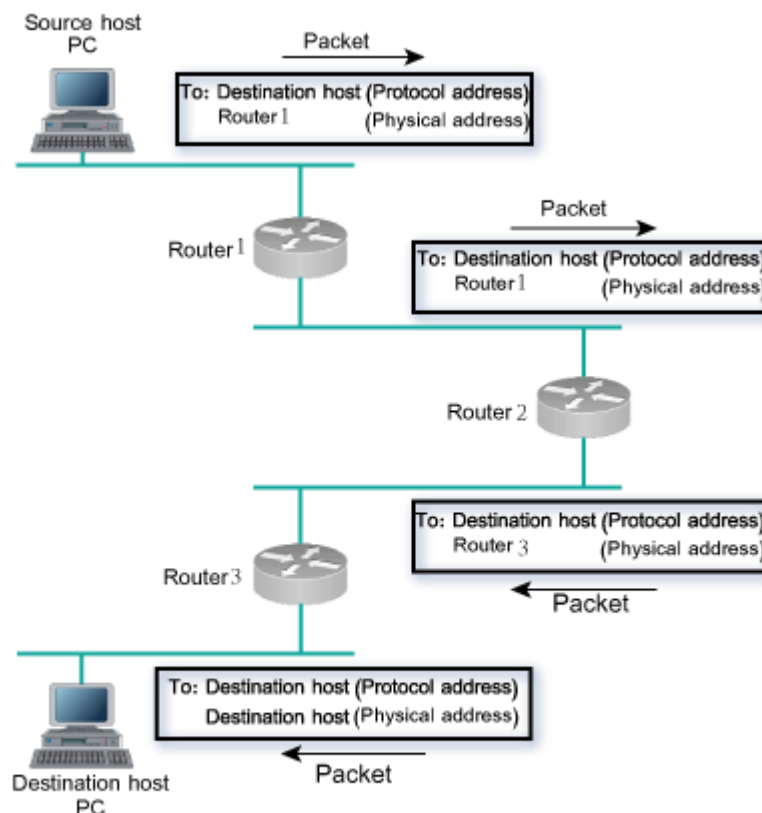 Source host
PC
Packet
To: Destination host (Protocol address)
Router 1 (Physical address)
Router 1
Packet
To: Destination host (Protocol address)
Router 1 (Physical address)
Router 2
To: Destination host (Protocol address)
Router 3 (Physical address)
Router 3
Packet
To: Destination host (Protocol address)
Destination host (Physical address)
Packet
Destination host
PC